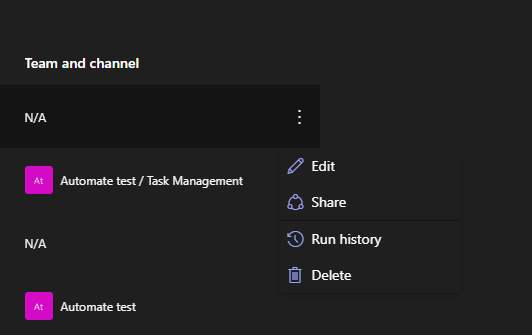 Team and channel
N/A
Edit
At Automate test / Task Management
Share
Run history
N/A
Delete
At Automate test